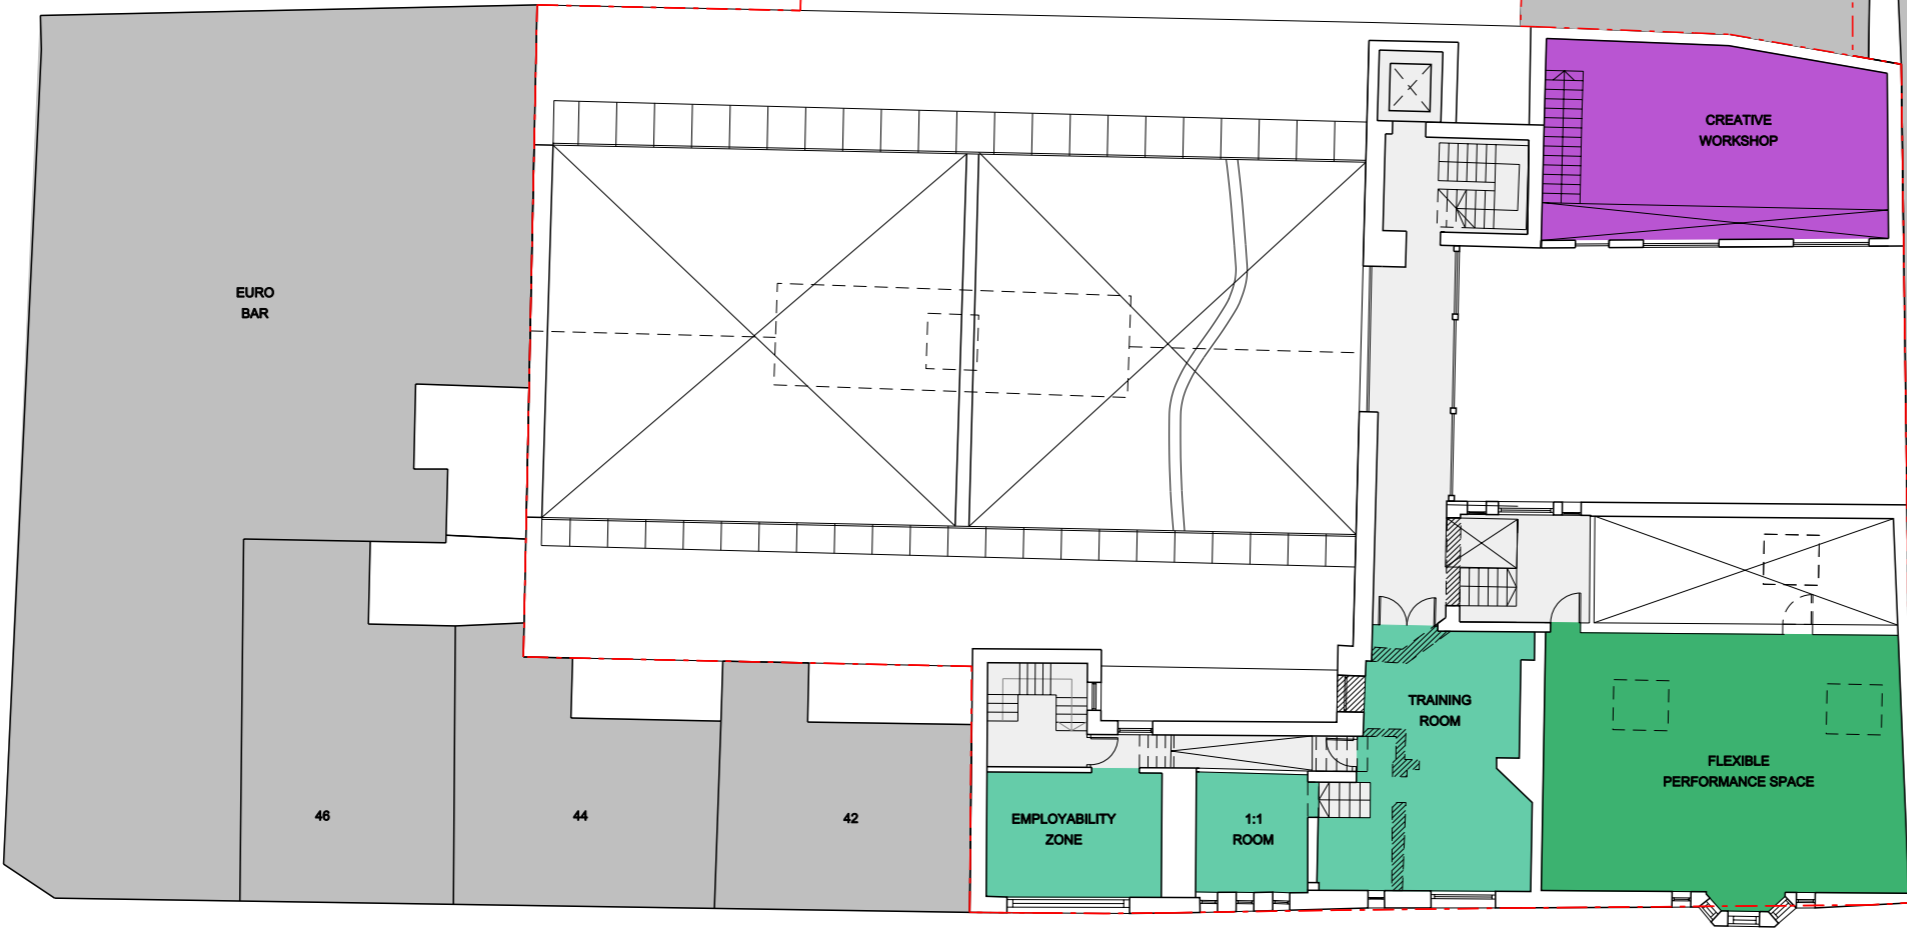 CREATIVE
WORKSHOP
EURO
BAR
TRAINING
ROOM
FLEXIBLE
PERFORMANCE SPACE
46
44
42
EMPLOYABILITY
ZONE
1:1
ROOM